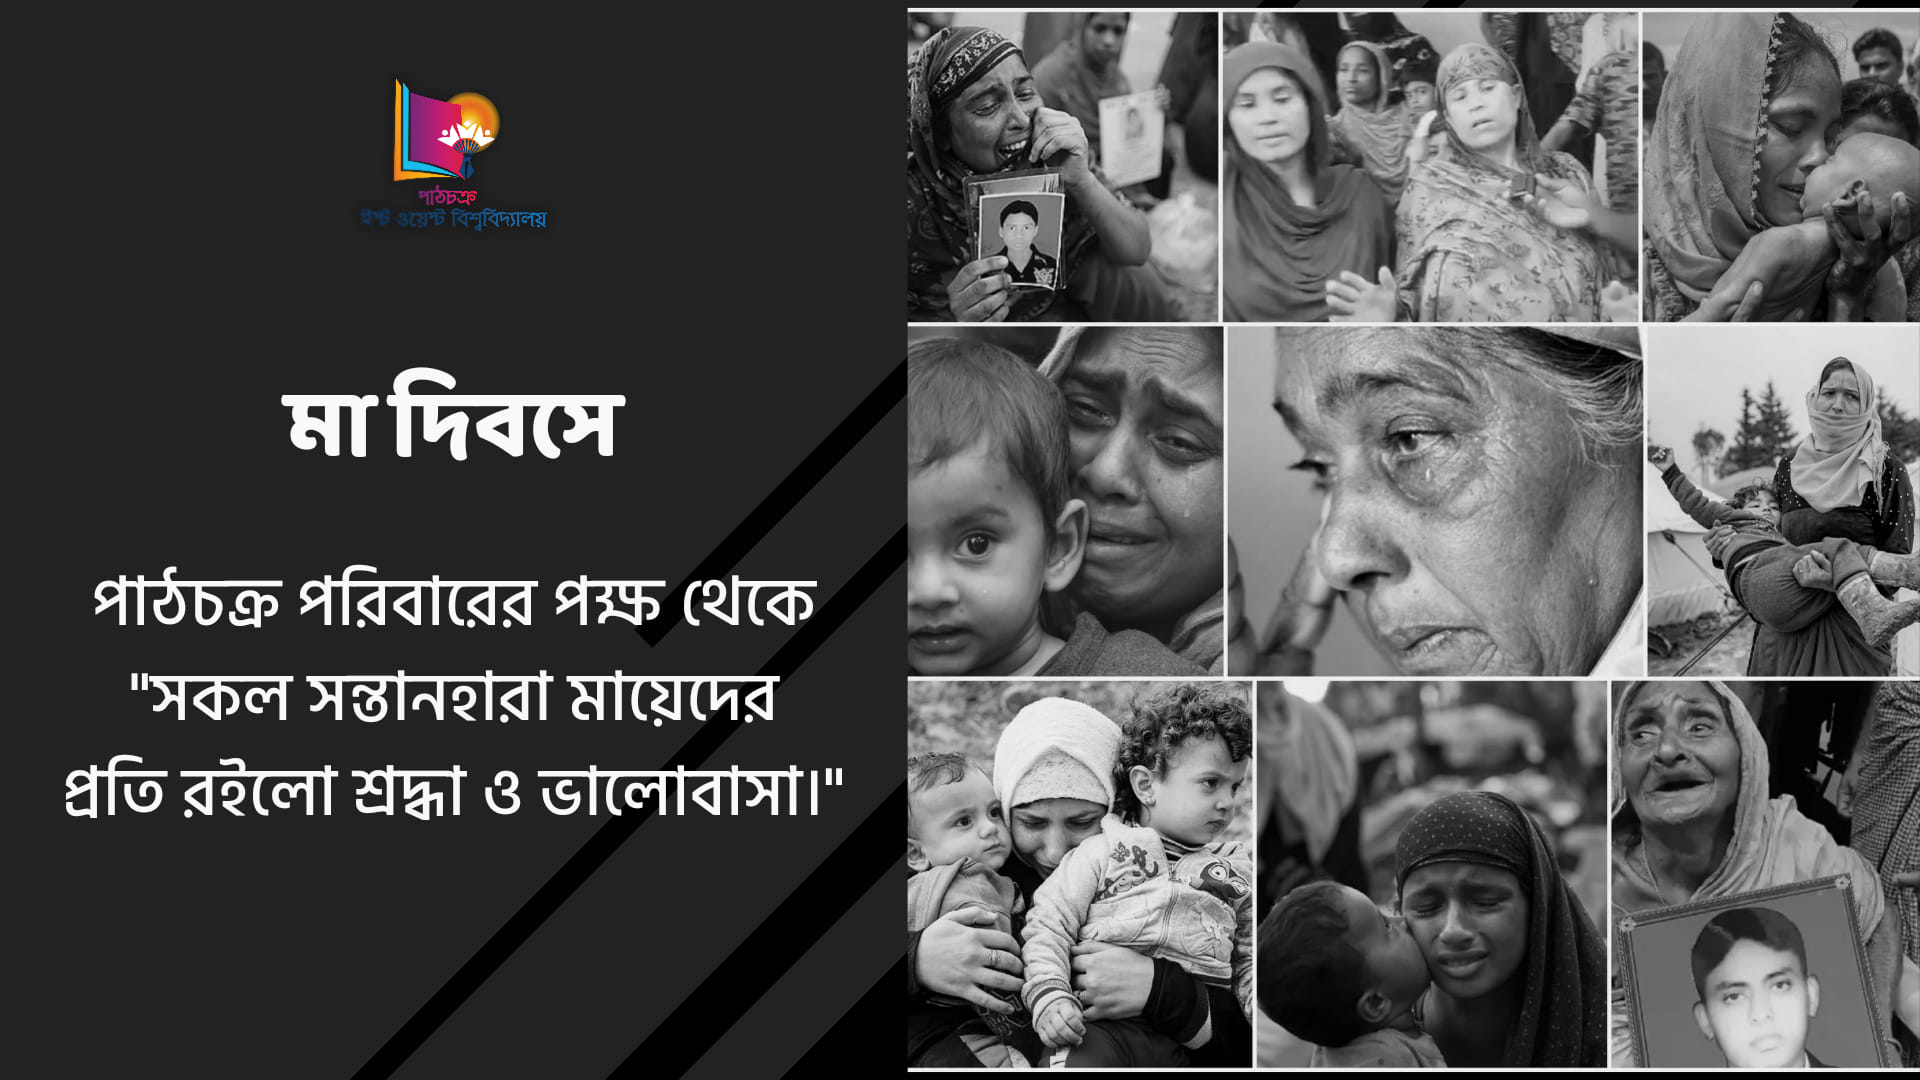 পাঠচক্র
ইস্ট ওয়েস্ট বিশ্ববিদ্যালয়
মা দিবসে
পাঠচক্র পরিবারের পক্ষ থেকে
"সকল সন্তানহারা মায়েদের
প্রতি রইলো শ্রদ্ধা ও ভালোবাসা।"